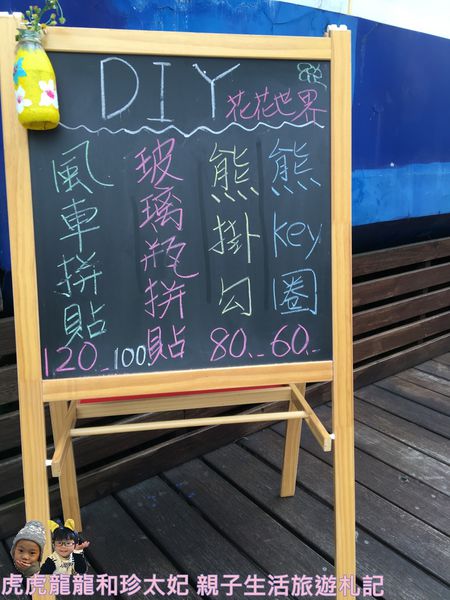 DIY 花花世界
熊key圈
60.-
熊掛勾
80.-
玻璃瓶拼貼
100
風車拼貼
120.-
虎虎龍龍和珍太妃 親子生活旅遊札記